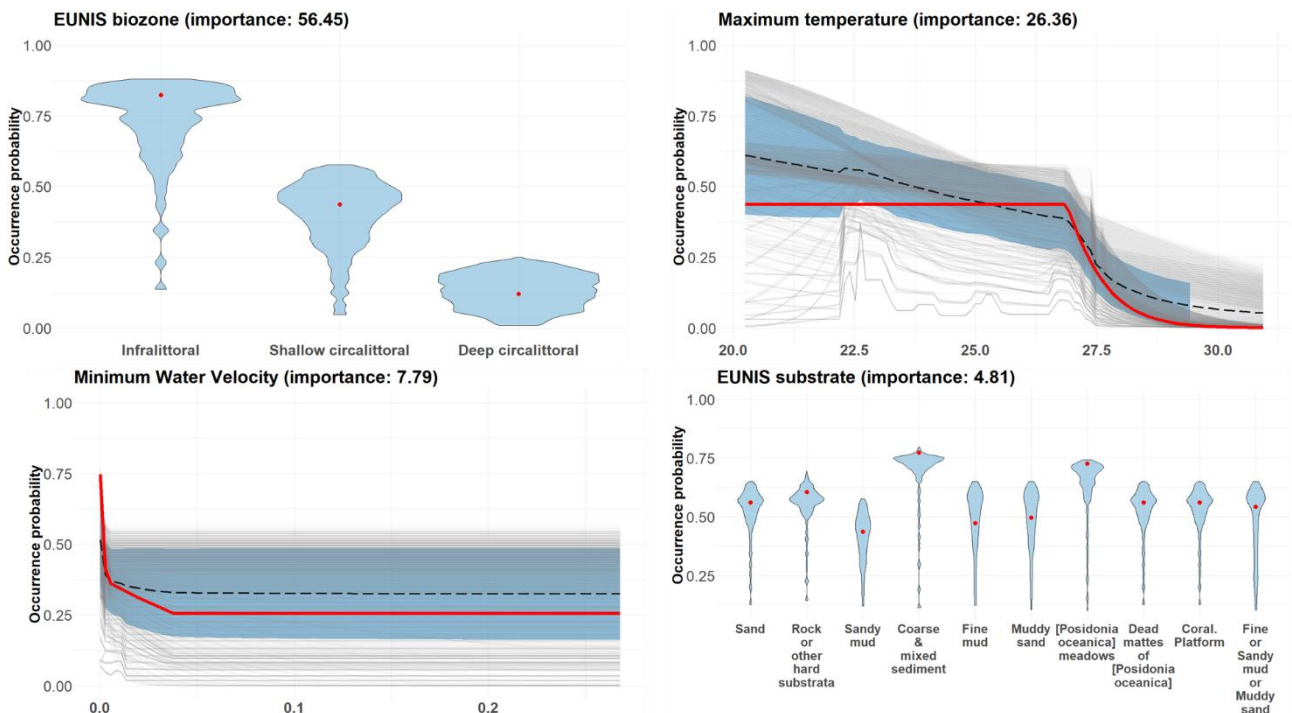 EUNIS biozone (importance: 56.45)
Occurrence probability
1.00
0.75
0.50
0.25
0.00
Infralittoral
Shallow circalittoral
Deep circalittoral
Maximum temperature (importance: 26.36)
Occurrence probability
1.00
0.75
0.50
0.25
0.00
20.0
22.5
25.0
27.5
30.0
Minimum Water Velocity (importance: 7.79)
Occurrence probability
1.00
0.75
0.50
0.25
0.00
0.0
0.1
0.2
EUNIS substrate (importance: 4.81)
Occurrence probability
1.00
0.75
0.50
0.25
Sand
Rock
or
other
hard
substrata
Sandy
mud
Coarse
&
mixed
sediment
Fine
mud
Muddy
sand
[Posidonia
oceanica]
meadows
Dead
mattes
of
[Posidonia
oceanica]
Coral.
Platform
Fine
or
Sandy
mud
or
Muddy
sand